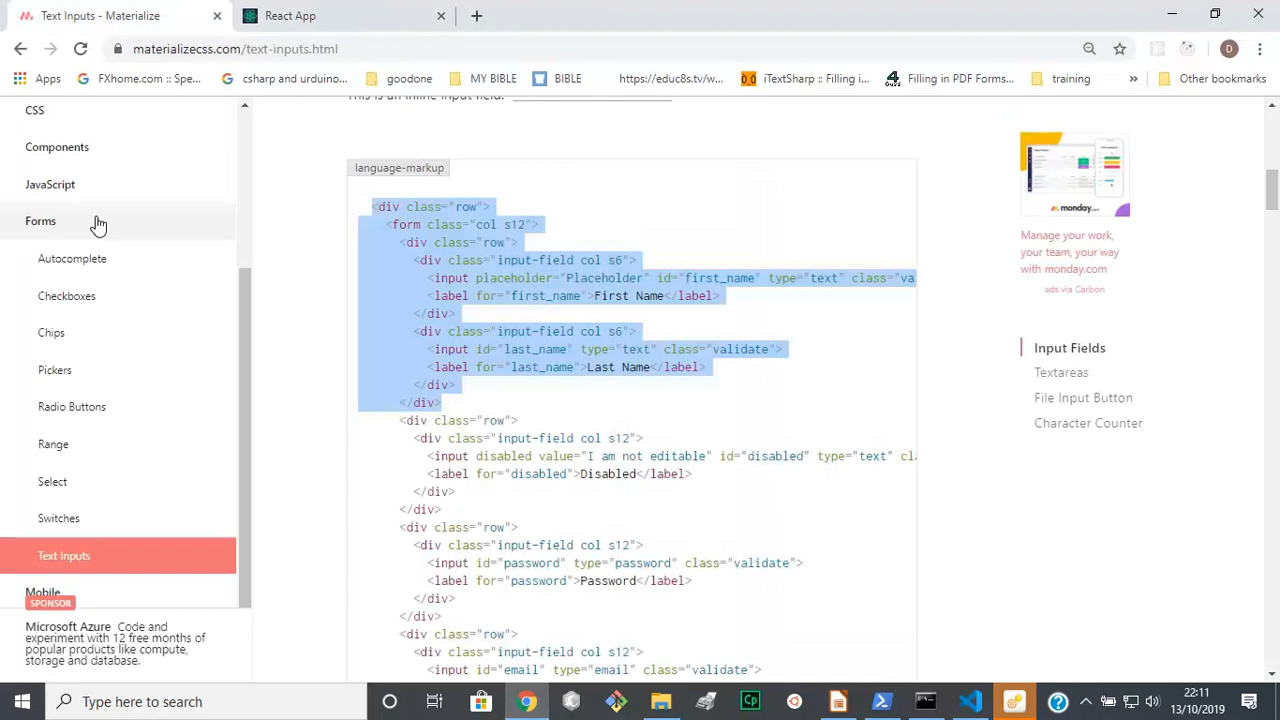 Text Inputs - Materialize
React App
materializecss.com/text-inputs.html
D
Apps
FXhome.com :: Spe...
csharp and urduino...
goodone
MY BIBLE
BIBLE
https://educ8s.tv/w...
iTextSharp :: Filling i...
Filling in PDF Forms...
training
»
Other bookmarks
CSS
Components
JavaScript
Forms
Autocomplete
Checkboxes
Chips
Pickers
Radio Buttons
Range
Select
Switches
Text Inputs
Mobile
SPONSOR
Microsoft Azure Code and
experiment with 12 free months of
popular products like compute,
storage and database.
This is an inline input field:
language-markup
<div class="row">
<form class="col s12">
<div class="row">
<div class="input-field col s6">
<input placeholder="Placeholder" id="first_name" type="text" class="va
<label for="first_name">First Name</label>
</div>
<div class="input-field col s6">
<input id="last_name" type="text" class="validate">
<label for="last_name">Last Name</label>
</div>
</div>
<div class="row">
<div class="input-field col s12">
<input disabled value="I am not editable" id="disabled" type="text" cl
<label for="disabled">Disabled</label>
</div>
</div>
<div class="row">
<div class="input-field col s12">
<input id="password" type="password" class="validate">
<label for="password">Password</label>
</div>
</div>
<div class="row">
<div class="input-field col s12">
<input id="email" type="email" class="validate">
monday.com
Manage your work,
your team, your way
with monday.com
ads via Carbon
Input Fields
Textareas
File Input Button
Character Counter
Type here to search
Cp
22:11
13/10/2019